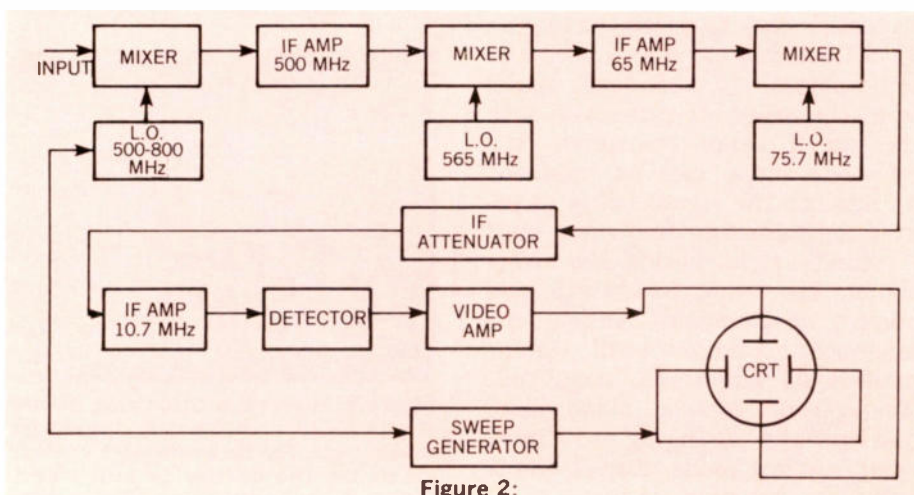 INPUT
MIXER
IF AMP
500 MHz
MIXER
IF AMP
65 MHz
MIXER
L.O.
500-800
MHz
L.O.
565 MHz
L.O.
75.7 MHz
IF
ATTENUATOR
IF AMP
10.7 MHz
DETECTOR
VIDEO
AMP
CRT
SWEEP
GENERATOR
Figure 2: